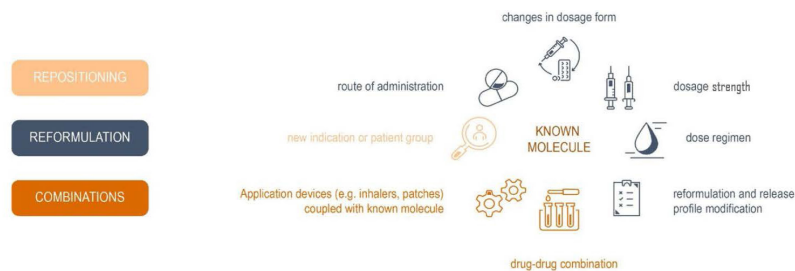 changes in dosage form
REPOSITIONING
route of administration
dosage strength
REFORMULATION
new indication or patient group
KNOWN
MOLECULE
dose regimen
COMBINATIONS
Application devices (e.g. inhalers, patches)
coupled with known molecule
reformulation and release
profile modification
drug-drug combination